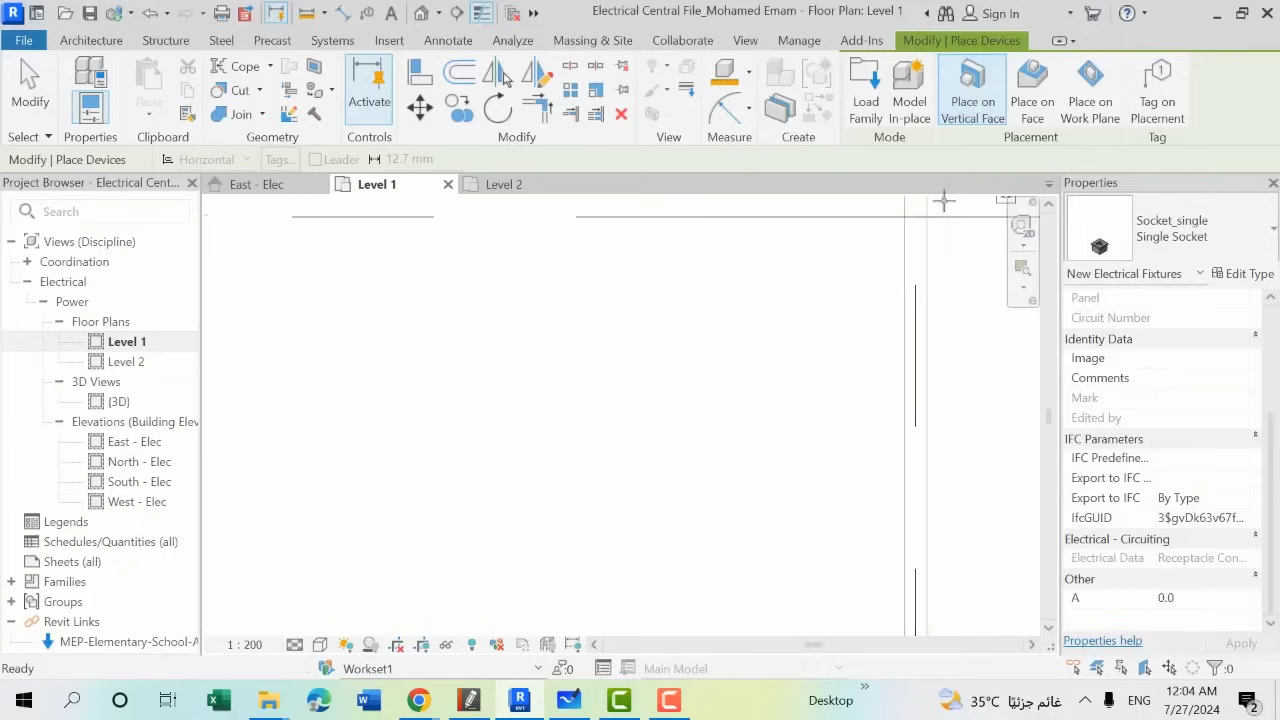 Electrical Central File_Mohamed Emam - Floor Plan: Level 1
Sign In
File Architecture Structure Steel Precast Systems Insert Annotate Analyze Massing & Site Collaborate View Manage Add-Ins Modify | Place Devices
Modify
Paste
Cope
Cut
Join
Activate
Load Family
Model In-place
Place on Vertical Face
Place on Face
Place on Work Plane
Tag on Placement
Select Properties Clipboard Geometry Controls Modify View Measure Create Mode Placement Tag
Modify | Place Devices Horizontal Tags... Leader 12.7 mm
Project Browser - Electrical Cent...
East - Elec Level 1 Level 2
Properties
Search
Views (Discipline)
Coordination
Electrical
Power
Floor Plans
Level 1
Level 2
3D Views
{3D}
Elevations (Building Elev
East - Elec
North - Elec
South - Elec
West - Elec
Legends
Schedules/Quantities (all)
Sheets (all)
Families
Groups
Revit Links
MEP-Elementary-School-A
2D
Socket_single
Single Socket
New Electrical Fixtures Edit Type
Panel
Circuit Number
Identity Data
Image
Comments
Mark
Edited by
IFC Parameters
IFC Predefine...
Export to IFC ...
Export to IFC By Type
IfcGUID 3$gvDk63v67f...
Electrical - Circuiting
Electrical Data Receptacle Con...
Other
A 0.0
Properties help Apply
1 : 200
Ready Workset1 :0 Main Model :0
Desktop
35°C غائم جزئيًا
ENG
12:04 AM
7/27/2024
2